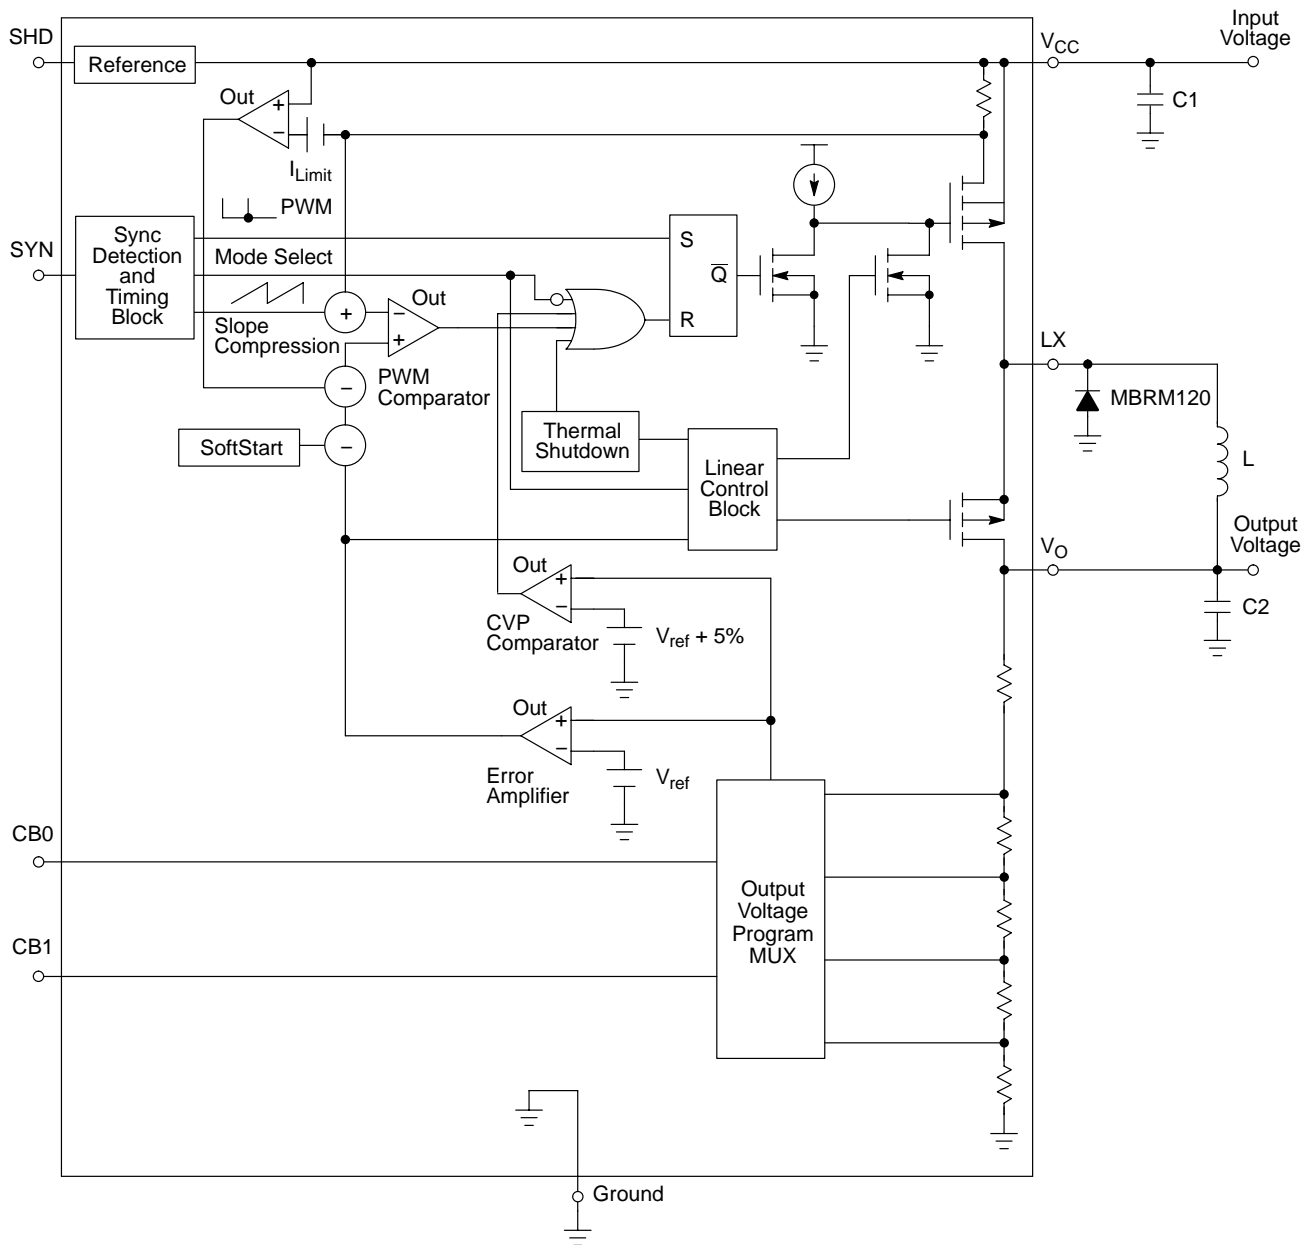 SHD
Reference
VCC
Input
Voltage
Out
+
−
C1
ILimit
PWM
SYN
Sync
Detection
and
Timing
Block
Mode Select
S
Q
R
Out
−
+
+
Slope
Compression
LX
−
PWM
Comparator
MBRM120
SoftStart
−
Thermal
Shutdown
Linear
Control
Block
L
VO
Output
Voltage
C2
Out
+
−
CVP
Comparator
Vref + 5%
Out
+
−
Error
Amplifier
Vref
CB0
Output
Voltage
Program
MUX
CB1
Ground